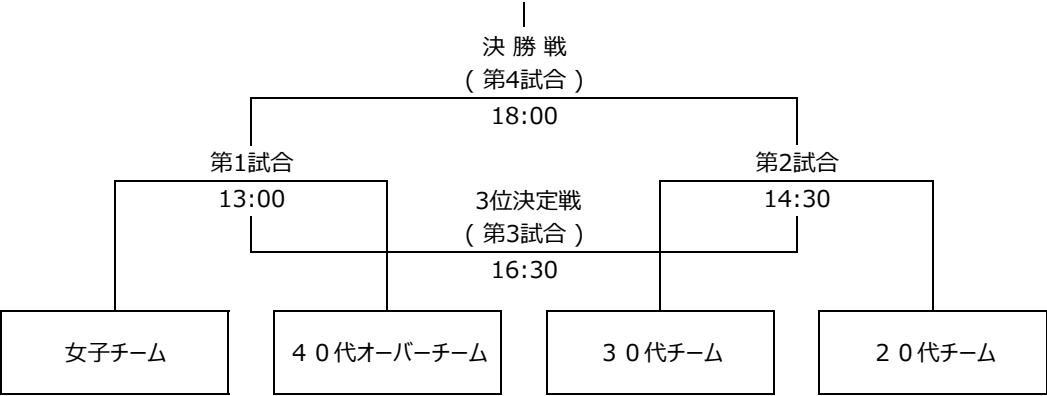 決 勝 戦
( 第4試合 )
18:00
第1試合
第2試合
13:00
3位決定戦
14:30
( 第3試合 )
16:30
女子チーム
４０代オーバーチーム
３０代チーム
２０代チーム